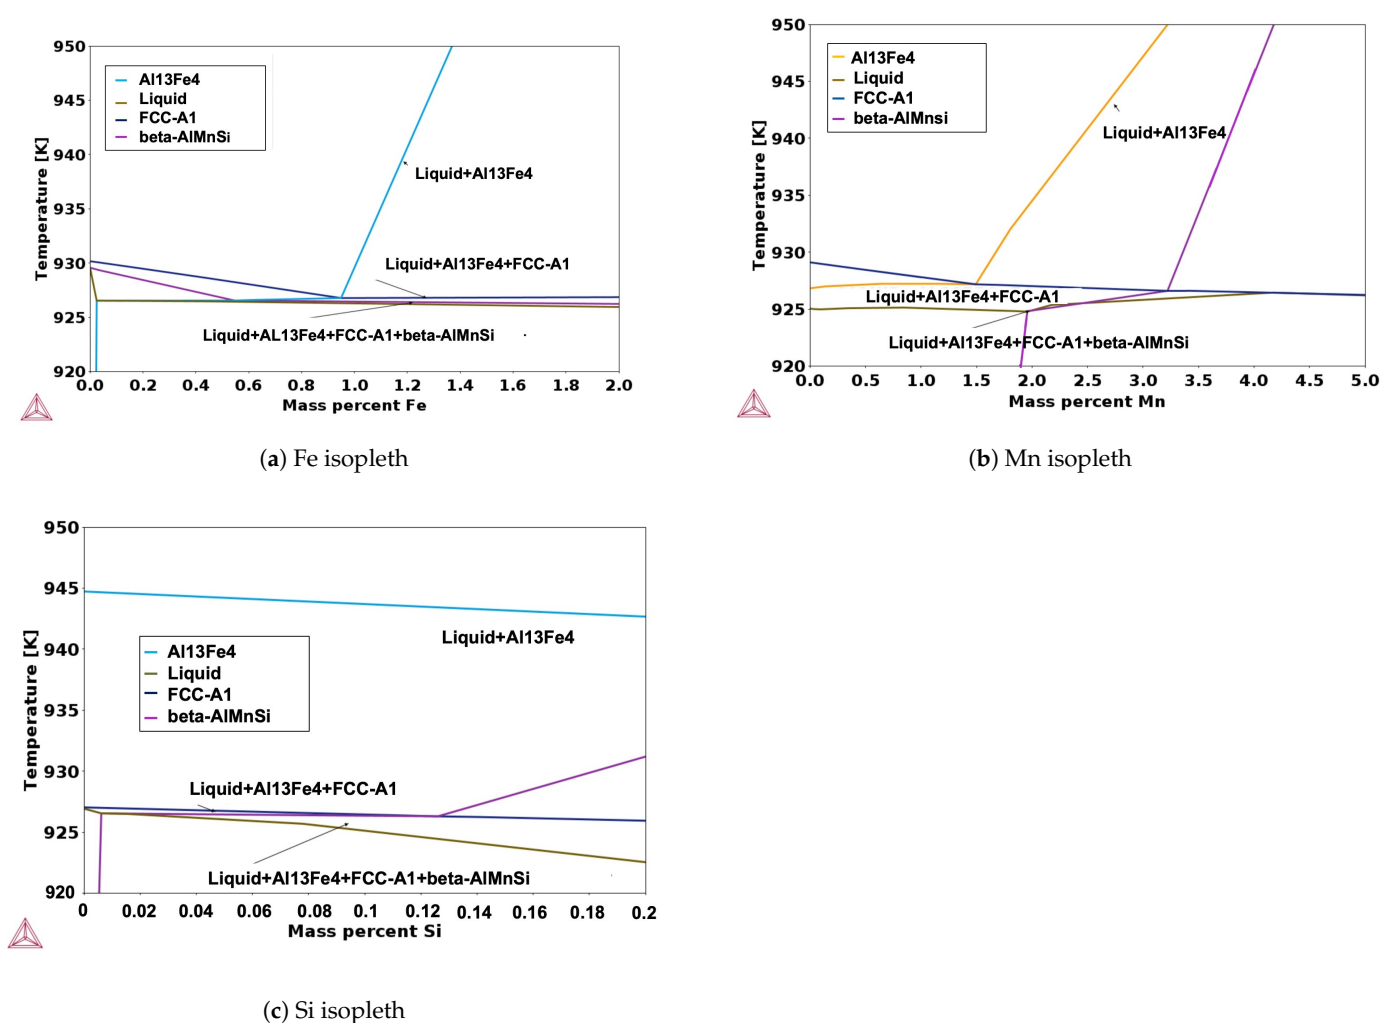 950
945
940
935
930
925
920
Temperature [K]
Al13Fe4
Liquid
FCC-A1
beta-AlMnSi
Liquid+Al13Fe4
Liquid+Al13Fe4+FCC-A1
Liquid+AL13Fe4+FCC-A1+beta-AlMnSi
0.0 0.2 0.4 0.6 0.8 1.0 1.2 1.4 1.6 1.8 2.0
Mass percent Fe
(a) Fe isopleth
950
945
940
935
930
925
920
Temperature [K]
Al13Fe4
Liquid
FCC-A1
beta-AlMnsi
Liquid+Al13Fe4
Liquid+Al13Fe4+FCC-A1
Liquid+Al13Fe4+FCC-A1+beta-AlMnSi
0.0 0.5 1.0 1.5 2.0 2.5 3.0 3.5 4.0 4.5 5.0
Mass percent Mn
(b) Mn isopleth
950
945
940
935
930
925
920
Temperature [K]
Liquid+Al13Fe4
Al13Fe4
Liquid
FCC-A1
beta-AlMnSi
Liquid+Al13Fe4+FCC-A1
Liquid+Al13Fe4+FCC-A1+beta-AlMnSi
0 0.02 0.04 0.06 0.08 0.1 0.12 0.14 0.16 0.18 0.2
Mass percent Si
(c) Si isopleth